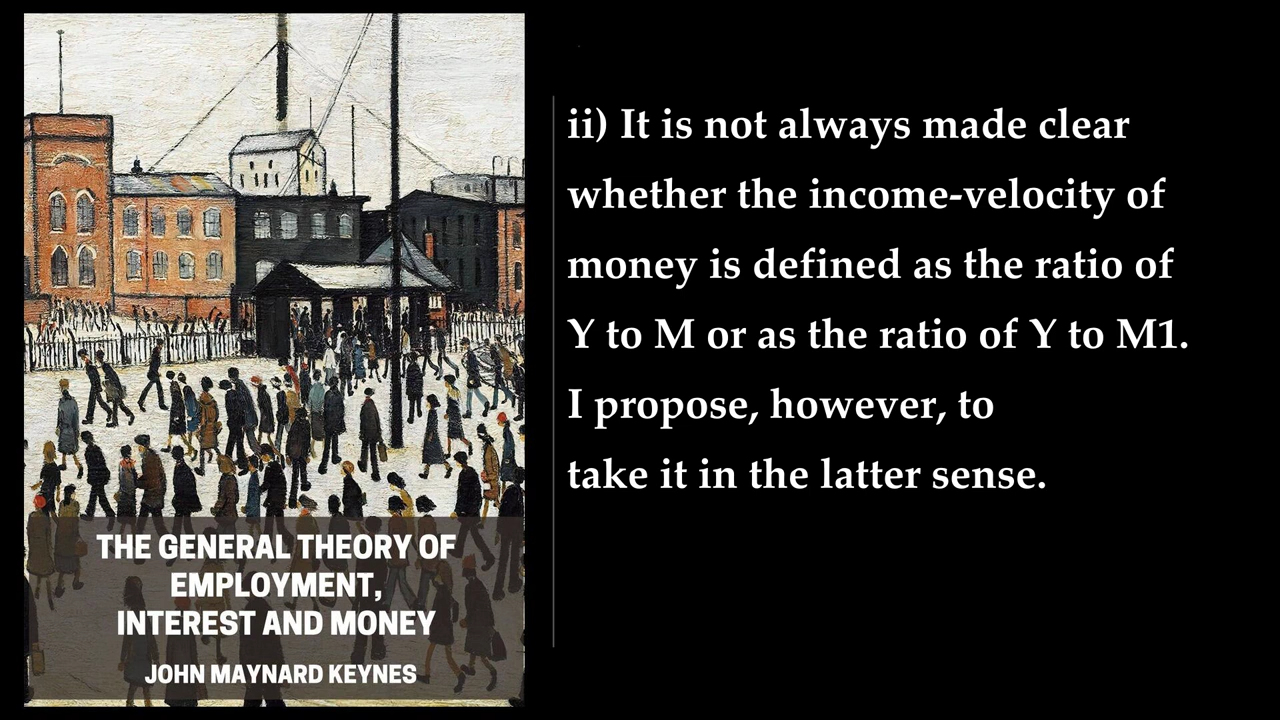 THE GENERAL THEORY OF
EMPLOYMENT,
INTEREST AND MONEY
JOHN MAYNARD KEYNES
ii) It is not always made clear
whether the income-velocity of
money is defined as the ratio of
Y to M or as the ratio of Y to M1.
I propose, however, to
take it in the latter sense.